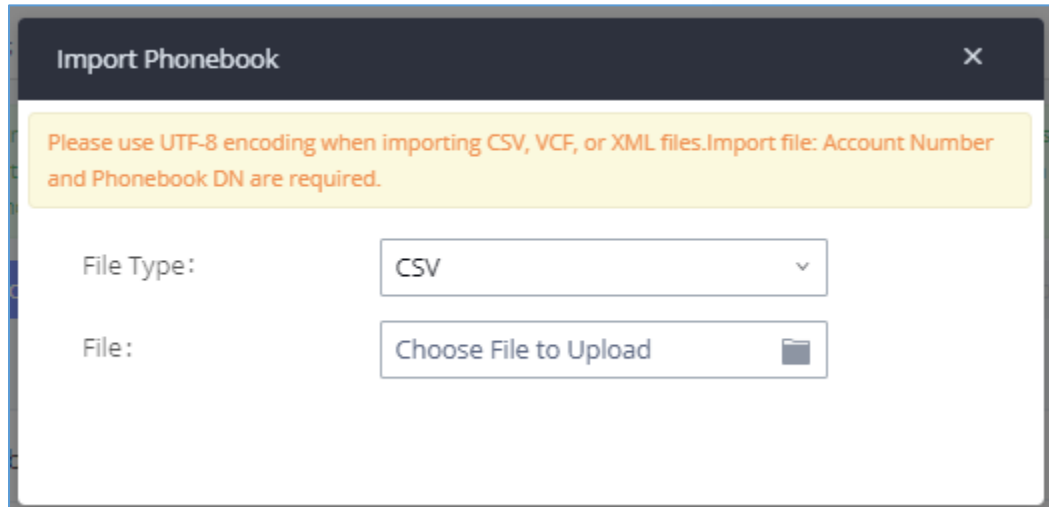 Import Phonebook
Please use UTF-8 encoding when importing CSV, VCF, or XML files.Import file: Account Number
and Phonebook DN are required.
File Type:
CSV
File:
Choose File to Upload